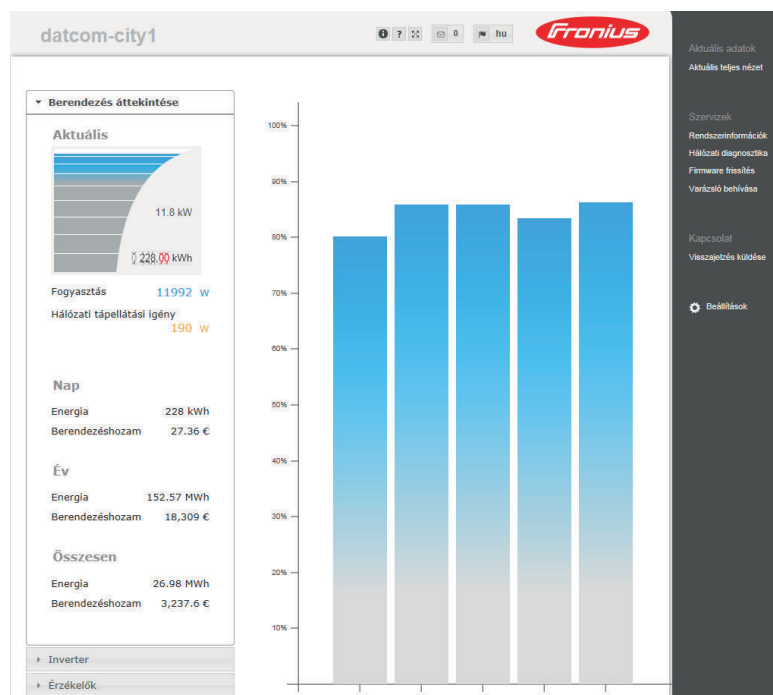 datcom-city1
i ? 0 hu
Fronius
Berendezés áttekintése
Aktuális
11.8 kW
228.00 kWh
Fogyasztás 11992 W
Hálózati tápellátási igény
190 W
Nap
Energia 228 kWh
Berendezéshozam 27.36 €
Év
Energia 152.57 MWh
Berendezéshozam 18,309 €
Összesen
Energia 26.98 MWh
Berendezéshozam 3,237.6 €
Inverter
Érzékelők
100%
90%
80%
70%
60%
50%
40%
30%
20%
10%
Aktuális adatok
Aktuális teljes nézet
Szervizek
Rendszerinformációk
Hálózati diagnosztika
Firmware frissítés
Varázsló behívása
Kapcsolat
Visszajelzés küldése
Beállítások